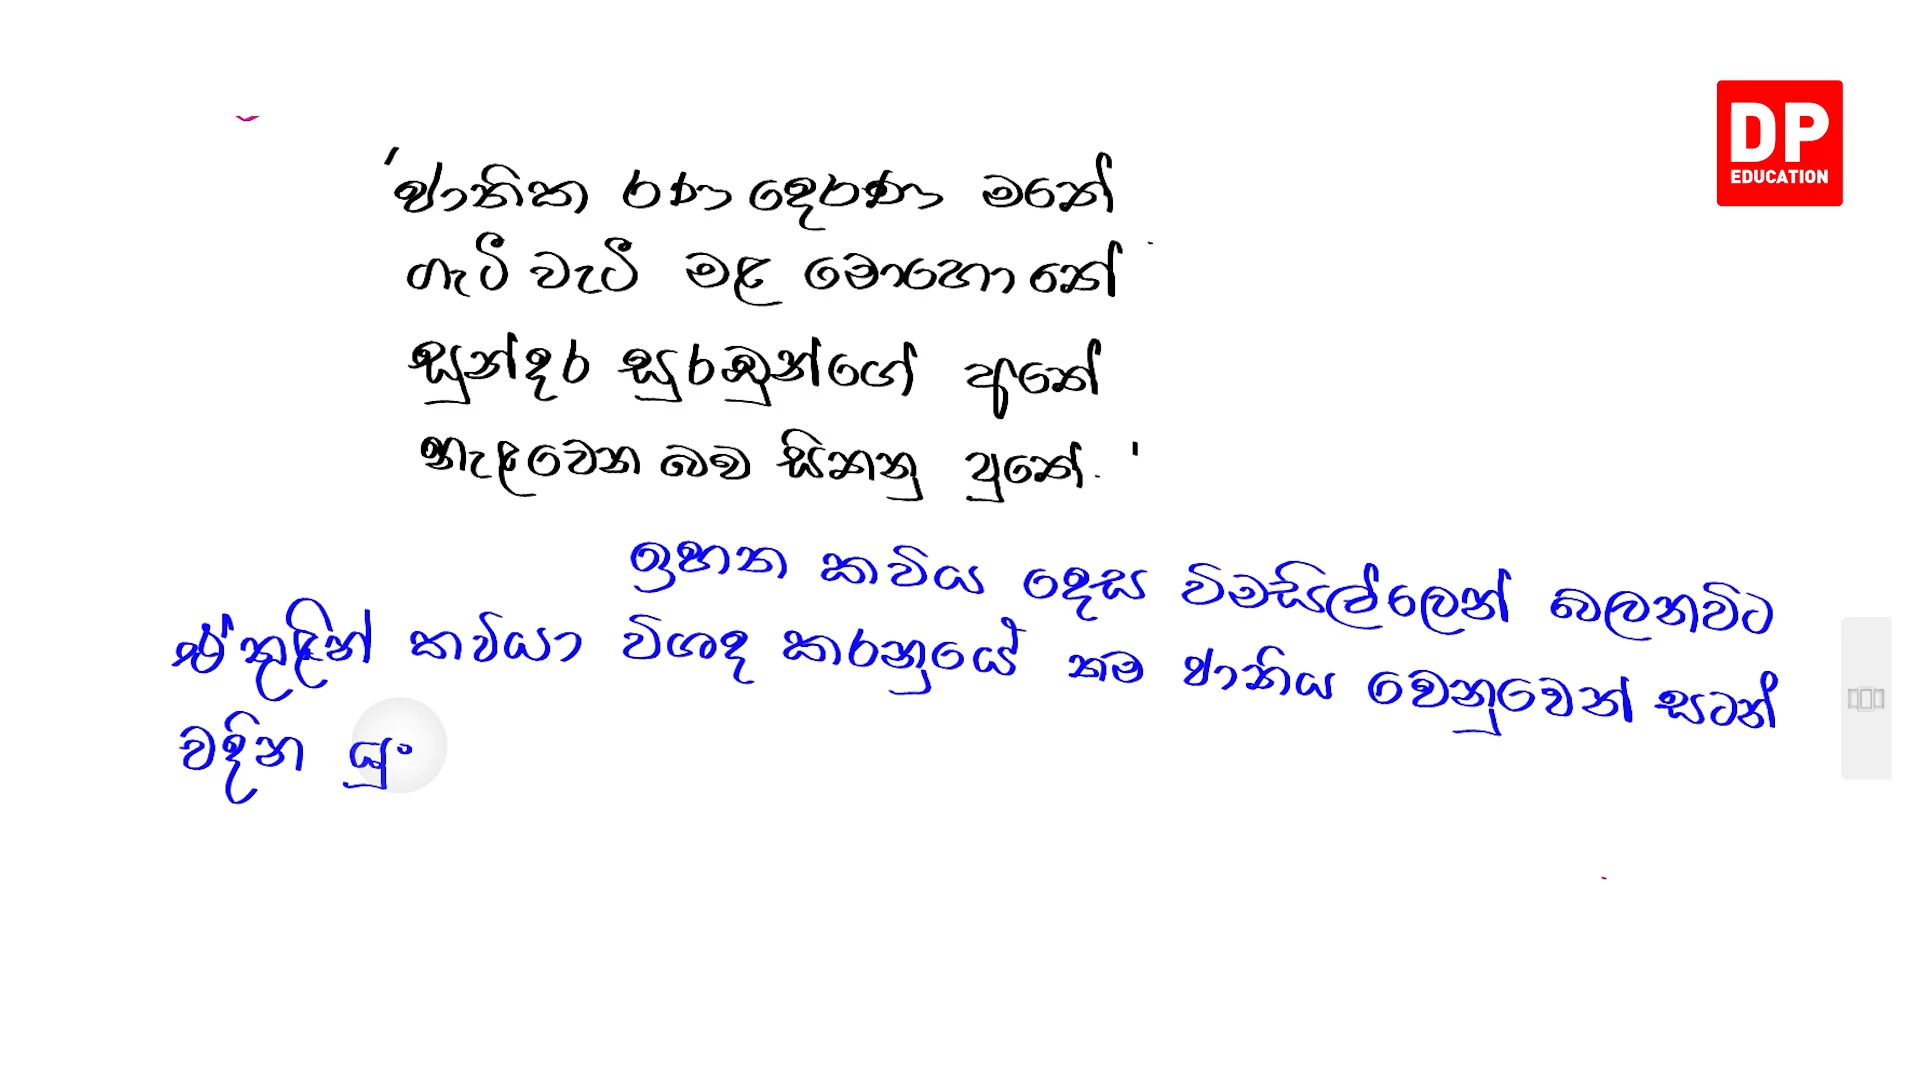 DP
EDUCATION
'ජාතික රණ දෙරණ මතේ
ගැටී වැටී මළ මොහොතේ
සුන්දර සුරඹුන්ගේ අතේ
නැළවෙන බව සිතනු පුතේ.'
ඉහත කවිය දෙස විමසිල්ලෙන් බලනවිට
ඒතුළින් කවියා විශද කරනුයේ තම ජාතිය වෙනුවෙන් සටන්
වදින යු